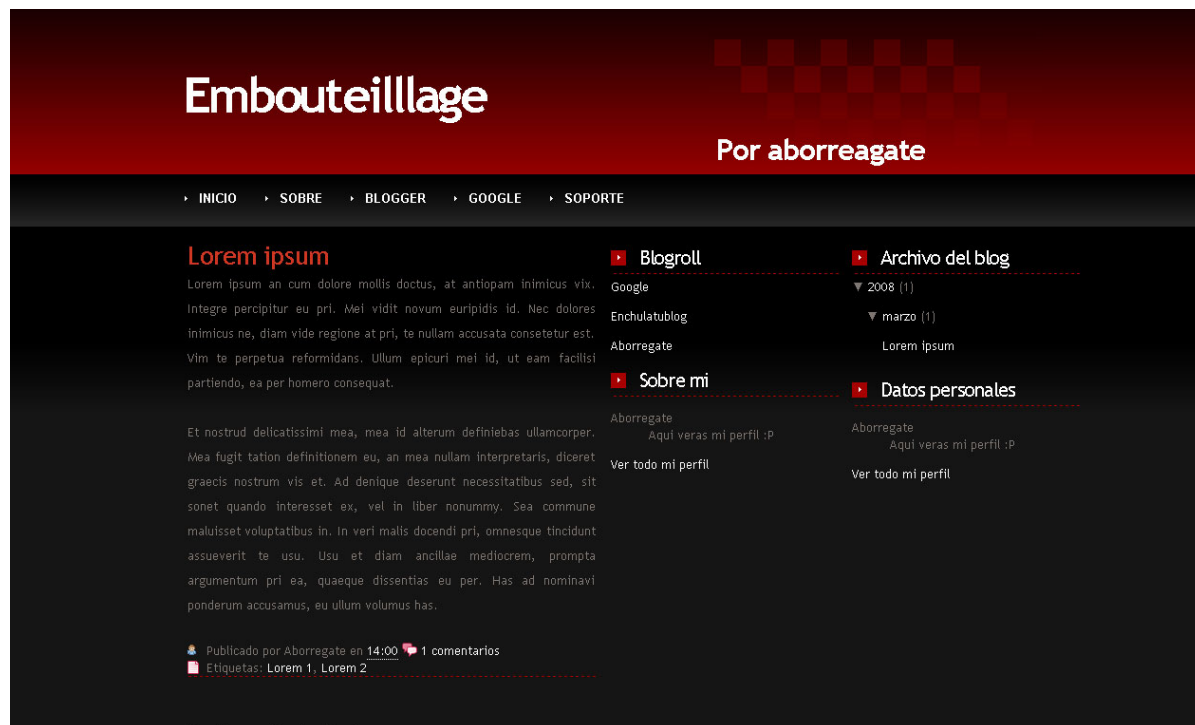 Embouteilllage
Por aborreagate
INICIO SOBRE BLOGGER GOOGLE SOPORTE
Lorem ipsum
Lorem ipsum an cum dolore mollis doctus, at antiopam inimicus vix.
Integre percipitur eu pri. Mei vidit novum euripidis id. Nec dolores
inimicus ne, diam vide regione at pri, te nullam accusata consetetur est.
Vim te perpetua reformidans. Ullum epicuri mei id, ut eam facilisi
partiendo, ea per homero consequat.
Et nostrud delicatissimi mea, mea id alterum definiebas ullamcorper.
Mea fugit tation definitionem eu, an mea nullam interpretaris, diceret
graecis nostrum vis et. Ad denique deserunt necessitatibus sed, sit
sonet quando interesset ex, vel in liber nonummy. Sea commune
maluisset voluptatibus in. In veri malis docendi pri, omnesque tincidunt
assueverit te usu. Usu et diam ancillae mediocrem, prompta
argumentum pri ea, quaeque dissentias eu per. Has ad nominavi
ponderum accusamus, eu ullum volumus has.
Publicado por Aborregate en 14:00 1 comentarios
Etiquetas: Lorem 1, Lorem 2
Blogroll
Google
Enchulatublog
Aborregate
Sobre mi
Aborregate
Aqui veras mi perfil :P
Ver todo mi perfil
Archivo del blog
▼ 2008 (1)
▼ marzo (1)
Lorem ipsum
Datos personales
Aborregate
Aqui veras mi perfil :P
Ver todo mi perfil